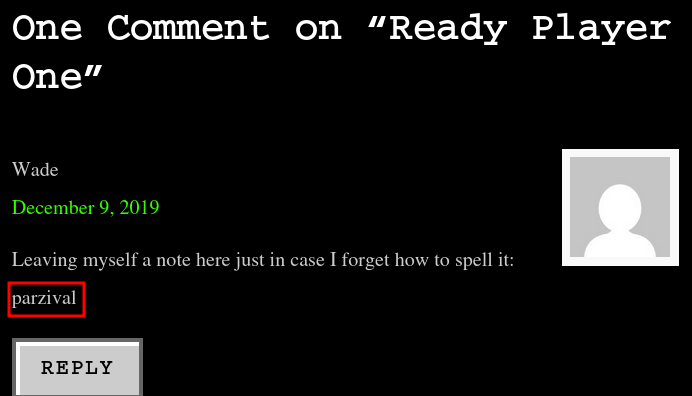 One Comment on “Ready Player
One”
Wade
December 9, 2019
Leaving myself a note here just in case I forget how to spell it:
parzival
REPLY